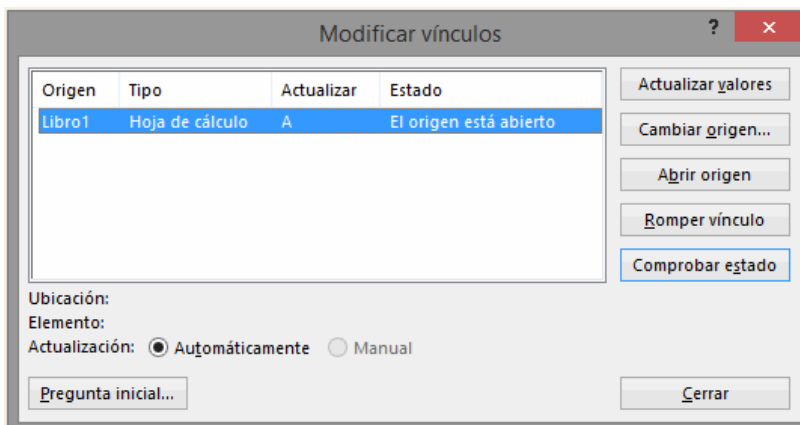 Modificar vínculos
?
Origen Tipo Actualizar Estado
Libro1 Hoja de cálculo A El origen está abierto
Actualizar valores
Cambiar origen...
Abrir origen
Romper vínculo
Comprobar estado
Ubicación:
Elemento:
Actualización: Automáticamente Manual
Pregunta inicial... Cerrar